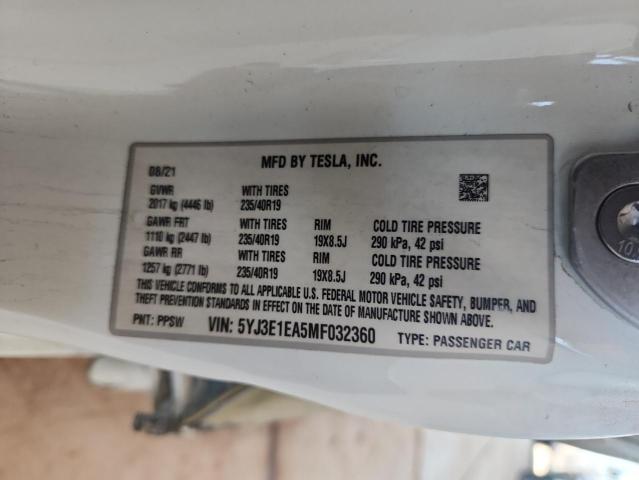 MFD BY TESLA, INC.
08/21
GVWR WITH TIRES
2017 kg (4446 lb) 235/40R19
GAWR FRT WITH TIRES RIM COLD TIRE PRESSURE
1110 kg (2447 lb) 235/40R19 19X8.5J 290 kPa, 42 psi
GAWR RR WITH TIRES RIM COLD TIRE PRESSURE
1257 kg (2771 lb) 235/40R19 19X8.5J 290 kPa, 42 psi
THIS VEHICLE CONFORMS TO ALL APPLICABLE U.S. FEDERAL MOTOR VEHICLE SAFETY, BUMPER, AND
THEFT PREVENTION STANDARDS IN EFFECT ON THE DATE OF MANUFACTURE SHOWN ABOVE.
PNT: PPSW VIN: 5YJ3E1EA5MF032360 TYPE: PASSENGER CAR